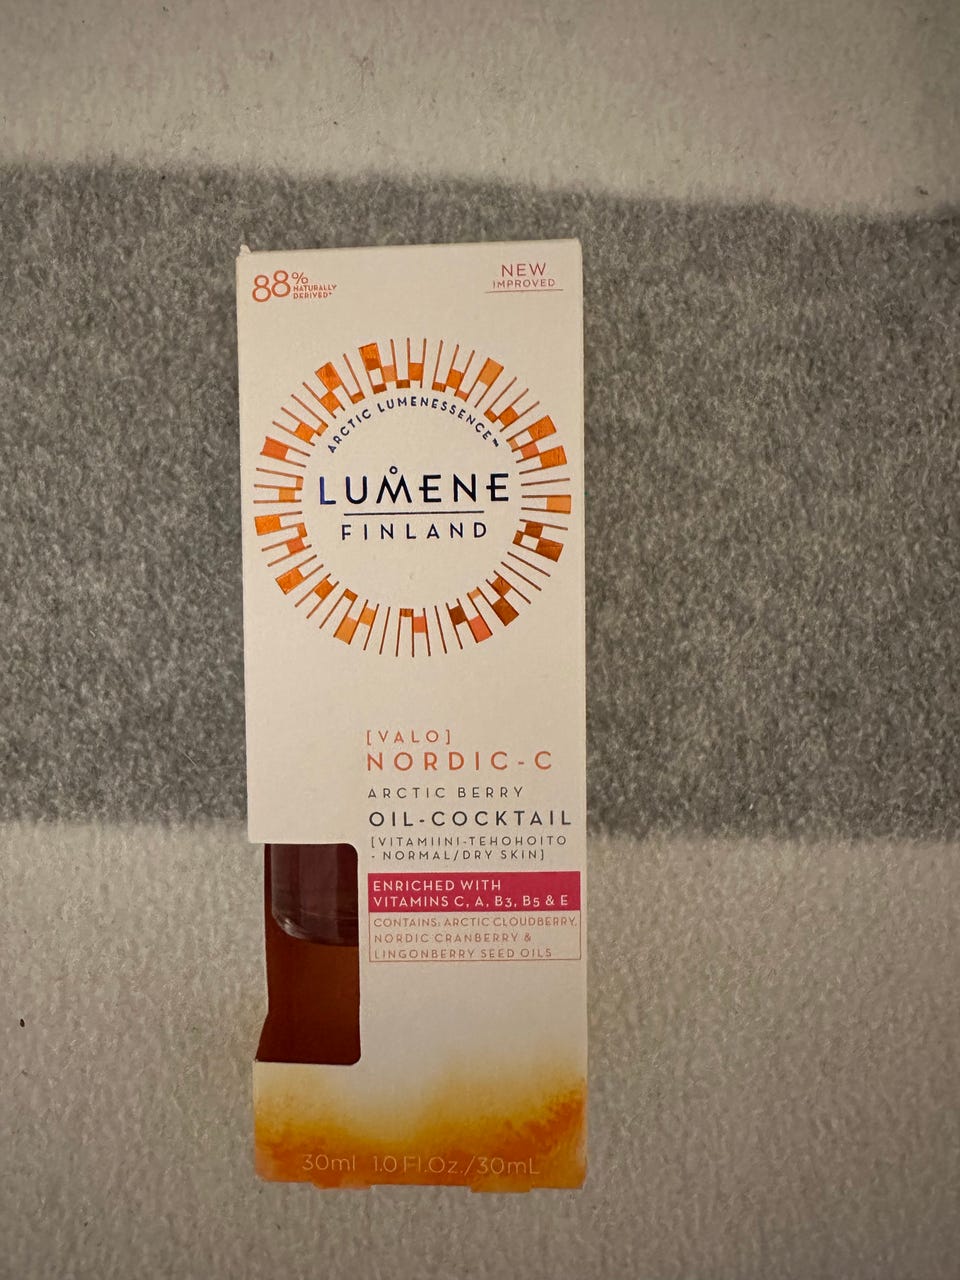 88%
NATURALLY
DERIVED*
NEW
IMPROVED
ARCTIC LUMENESSENCE™
LUMENE
FINLAND
[VALO]
NORDIC-C
ARCTIC BERRY
OIL-COCKTAIL
[VITAMIINI-TEHOHOITO
- NORMAL/DRY SKIN]
ENRICHED WITH
VITAMINS C, A, B3, B5 & E
CONTAINS: ARCTIC CLOUDBERRY,
NORDIC CRANBERRY &
LINGONBERRY SEED OILS
30ml 1.0 Fl.Oz./30mL